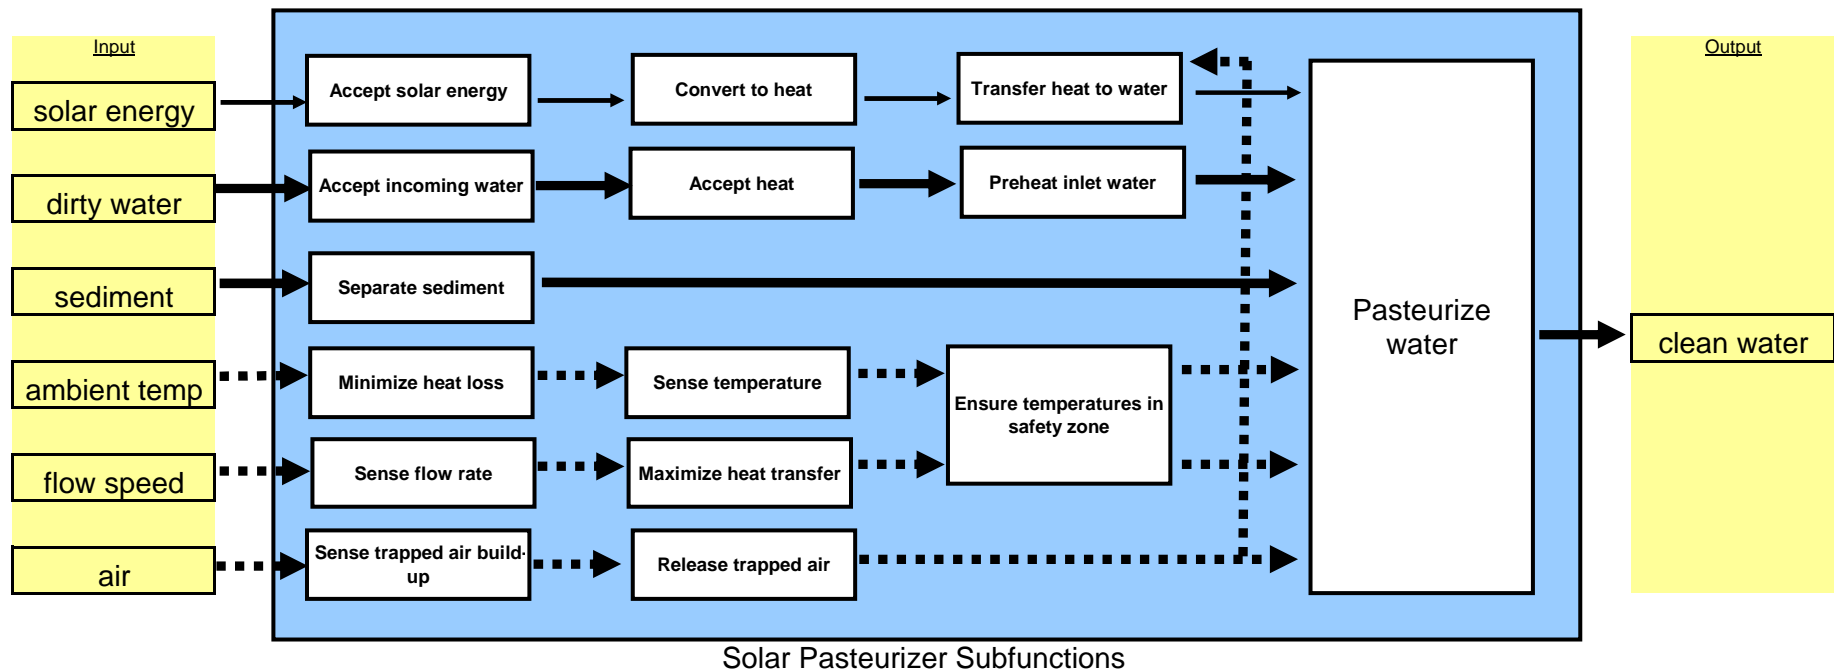 Input
Output
solar energy
Accept solar energy
Convert to heat
Transfer heat to water
dirty water
Accept incoming water
Accept heat
Preheat inlet water
sediment
Separate sediment
Pasteurize
water
clean water
ambient temp
Minimize heat loss
Sense temperature
Ensure temperatures in
safety zone
flow speed
Sense flow rate
Maximize heat transfer
air
Sense trapped air build-
up
Release trapped air
Solar Pasteurizer Subfunctions